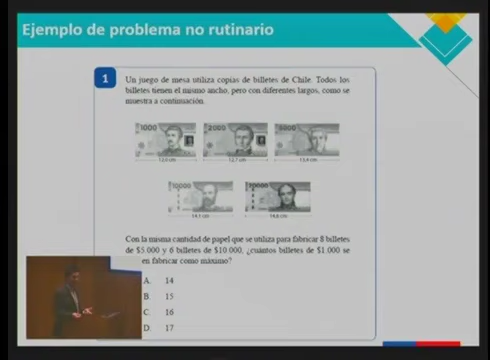 Ejemplo de problema no rutinario
1
Un juego de mesa utiliza copias de billetes de Chile. Todos los
billetes tienen el mismo ancho, pero con diferentes largos, como se
muestra a continuación.
1000 2000 5000
12,0 cm 12,7 cm 13,4 cm
10000 20000
14,1 cm 14,8 cm
Con la misma cantidad de papel que se utiliza para fabricar 8 billetes
de $5.000 y 6 billetes de $10.000, ¿cuántos billetes de $1.000 se
en fabricar como máximo?
A. 14
B. 15
C. 16
D. 17